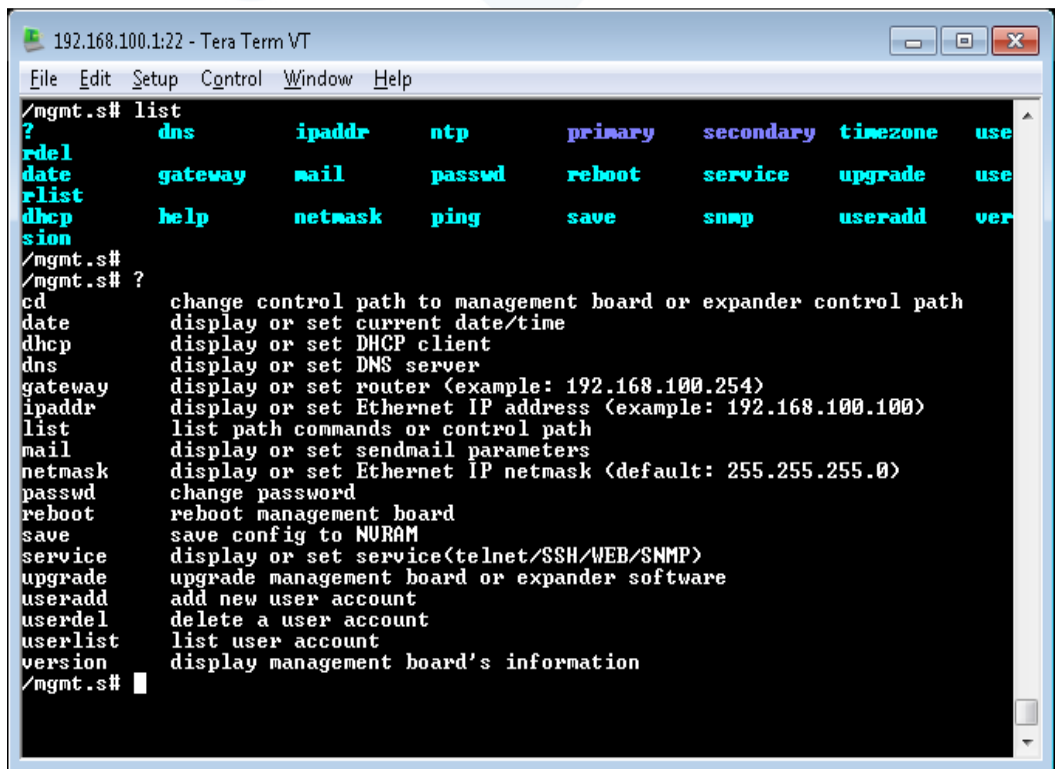 192.168.100.1:22 - Tera Term VT
File Edit Setup Control Window Help
/mgmt.s# list
? dns ipaddr ntp primary secondary timezone use
rdel
date gateway mail passwd reboot service upgrade use
rlist
dhcp help netmask ping save snmp useradd ver
sion
/mgmt.s#
/mgmt.s# ?
cd change control path to management board or expander control path
date display or set current date/time
dhcp display or set DHCP client
dns display or set DNS server
gateway display or set router (example: 192.168.100.254)
ipaddr display or set Ethernet IP address (example: 192.168.100.100)
list list path commands or control path
mail display or set sendmail parameters
netmask display or set Ethernet IP netmask (default: 255.255.255.0)
passwd change password
reboot reboot management board
save save config to NVRAM
service display or set service(telnet/SSH/WEB/SNMP)
upgrade upgrade management board or expander software
useradd add new user account
userdel delete a user account
userlist list user account
version display management board's information
/mgmt.s#